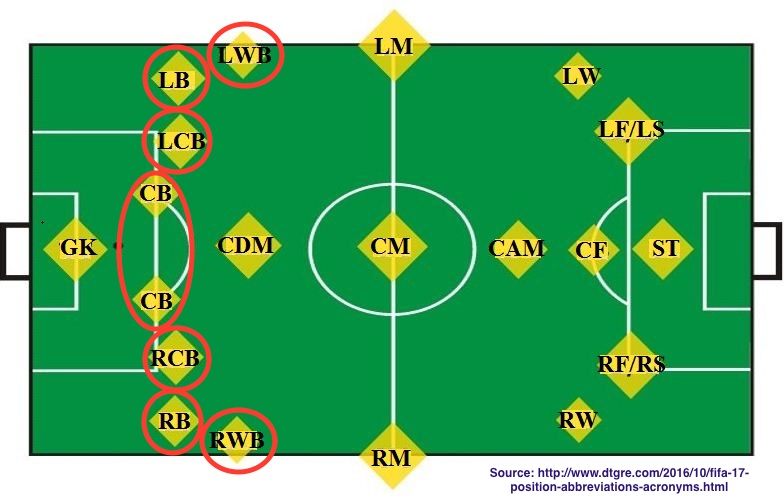 LM
LWB
LW
LB
LF/LS
LCB
CB
GK
CDM
CM
CAM
CF
ST
CB
RCB
RF/RS
RB
RW
RWB
RM
Source: http://www.dtgre.com/2016/10/fifa-17-
position-abbreviations-acronyms.html